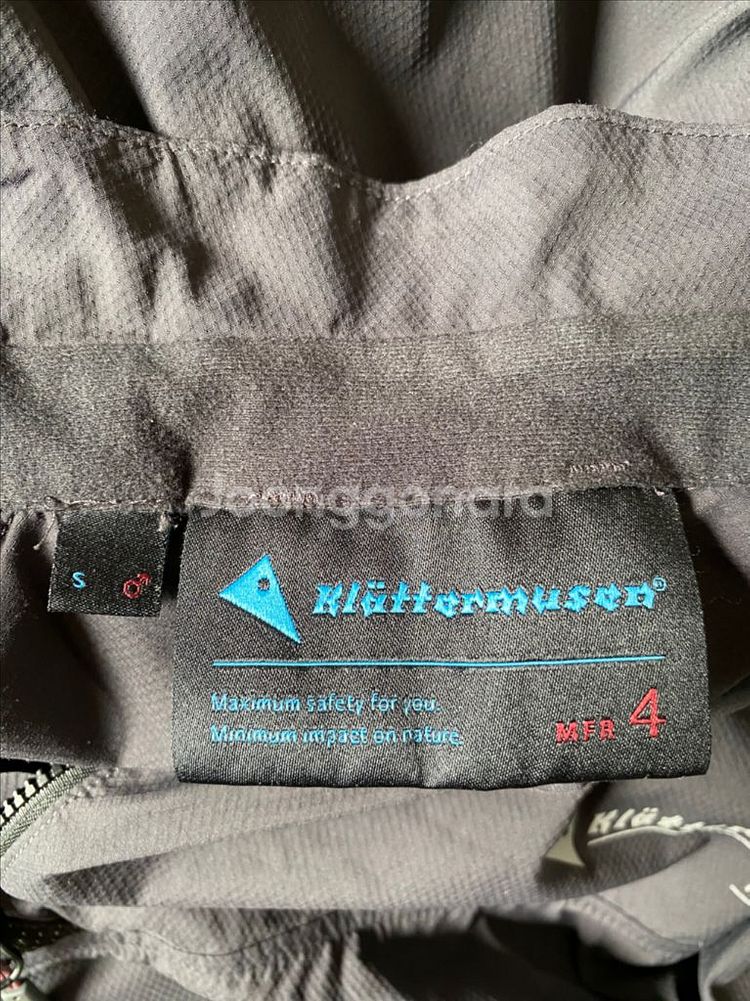 S ♂
Klättermusen®
Maximum safety for you.
Minimum impact on nature.
MFR 4